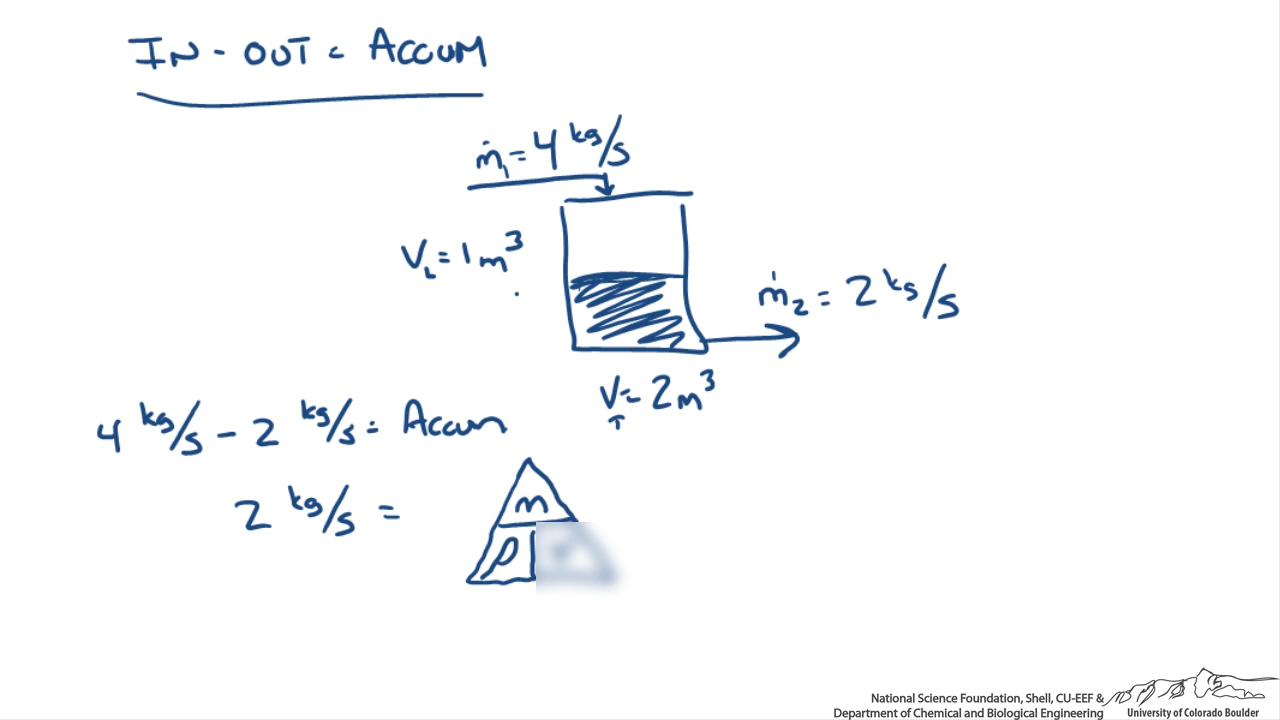 IN - OUT = ACCUM
ṁ₁ = 4 kg/s
V_L = 1 m³
ṁ₂ = 2 kg/s
V_T = 2 m³
4 kg/s - 2 kg/s = Accum
2 kg/s =
m
ρ
National Science Foundation, Shell, CU-EEF &
Department of Chemical and Biological Engineering
University of Colorado Boulder